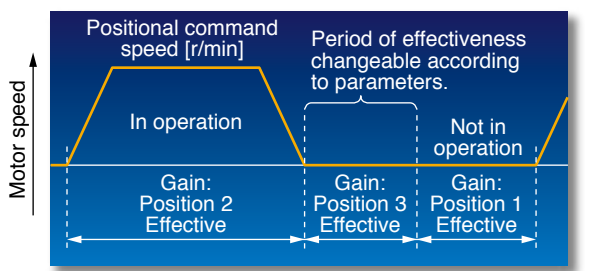 Positional command
speed [r/min]
Period of effectiveness
changeable according
to parameters.
Motor speed
In operation
Not in
operation
Gain:
Position 2
Effective
Gain:
Position 3
Effective
Gain:
Position 1
Effective